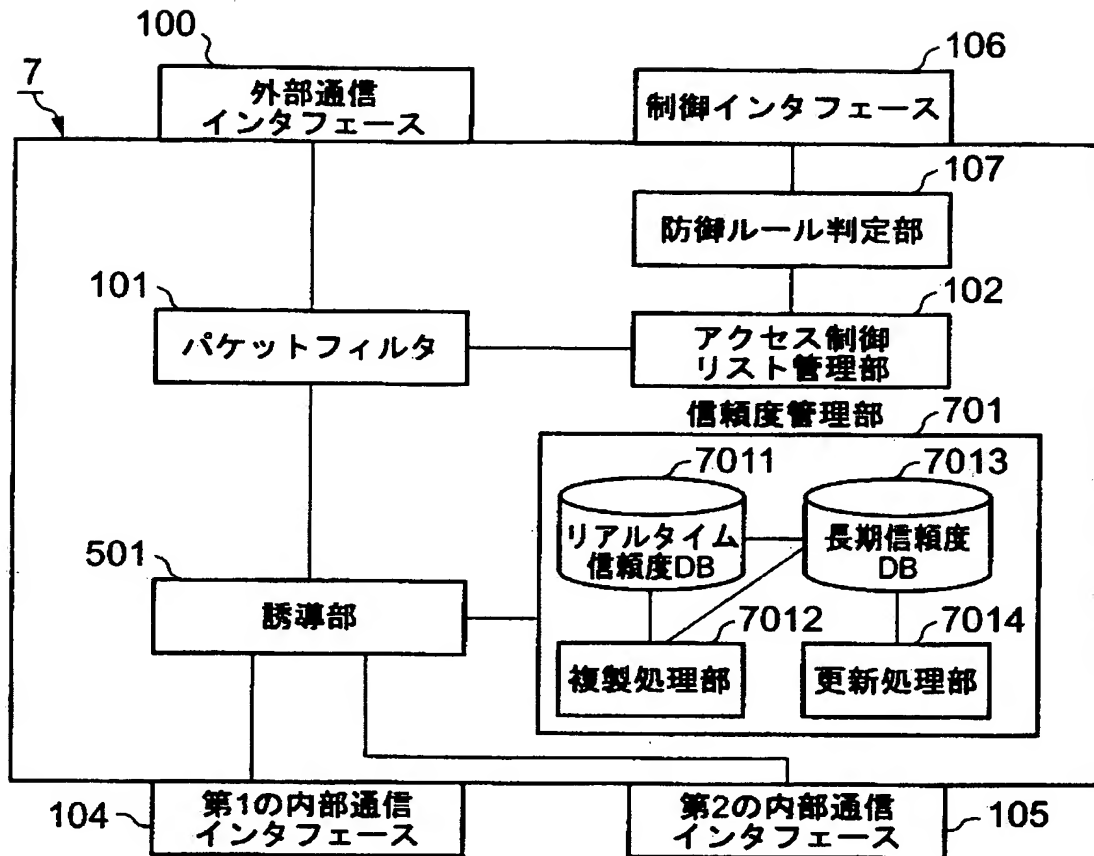 100
106
7
外部通信
インタフェース
制御インタフェース
107
防御ルール判定部
101
102
パケットフィルタ
アクセス制御
リスト管理部
信頼度管理部
701
7011
7013
リアルタイム
信頼度DB
長期信頼度
DB
501
誘導部
7012
7014
複製処理部
更新処理部
104
第1の内部通信
インタフェース
第2の内部通信
インタフェース
105